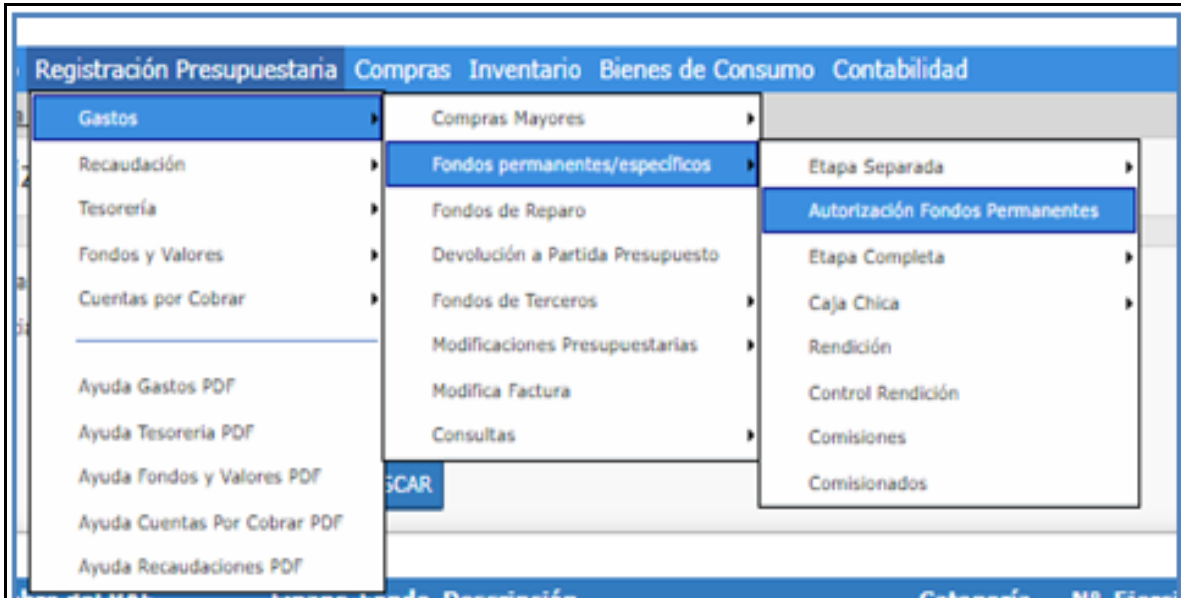 Registración Presupuestaria Compras Inventario Bienes de Consumo Contabilidad
Gastos
Recaudación
Tesorería
Fondos y Valores
Cuentas por Cobrar
Ayuda Gastos PDF
Ayuda Tesoreria PDF
Ayuda Fondos y Valores PDF
Ayuda Cuentas Por Cobrar PDF
Ayuda Recaudaciones PDF
Compras Mayores
Fondos permanentes/específicos
Fondos de Reparo
Devolución a Partida Presupuesto
Fondos de Terceros
Modificaciones Presupuestarias
Modifica Factura
Consultas
Etapa Separada
Autorización Fondos Permanentes
Etapa Completa
Caja Chica
Rendición
Control Rendición
Comisiones
Comisionados
SCAR